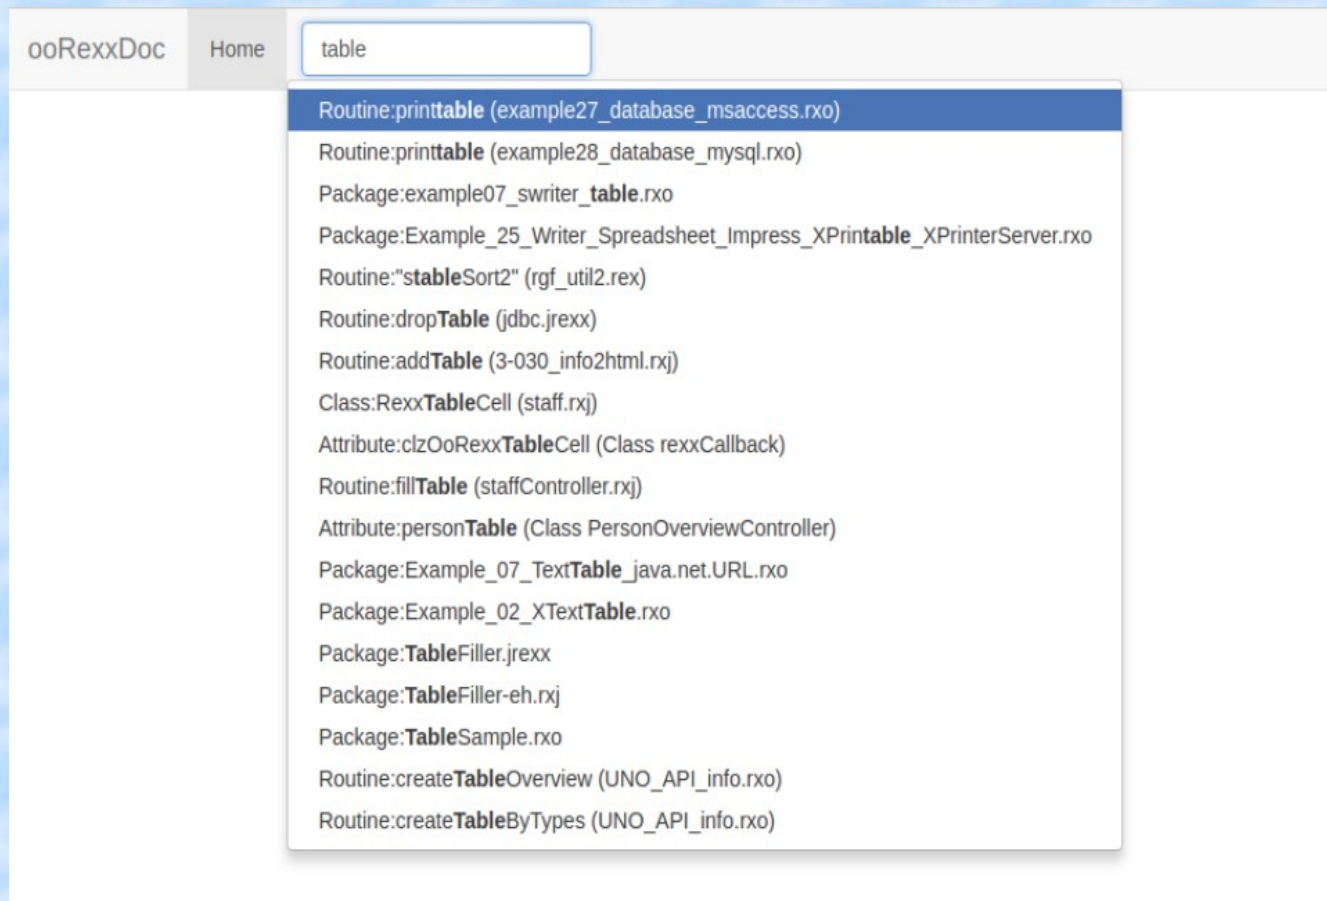 ooRexxDoc Home table
Routine:printtable (example27_database_msaccess.rxo)
Routine:printtable (example28_database_mysql.rxo)
Package:example07_swriter_table.rxo
Package:Example_25_Writer_Spreadsheet_Impress_XPrintable_XPrinterServer.rxo
Routine:"stableSort2" (rgf_util2.rex)
Routine:dropTable (jdbc.jrexx)
Routine:addTable (3-030_info2html.rxj)
Class:RexxTableCell (staff.rxj)
Attribute:clzOoRexxTableCell (Class rexxCallback)
Routine:fillTable (staffController.rxj)
Attribute:personTable (Class PersonOverviewController)
Package:Example_07_TextTable_java.net.URL.rxo
Package:Example_02_XTextTable.rxo
Package:TableFiller.jrexx
Package:TableFiller-eh.rxj
Package:TableSample.rxo
Routine:createTableOverview (UNO_API_info.rxo)
Routine:createTableByTypes (UNO_API_info.rxo)